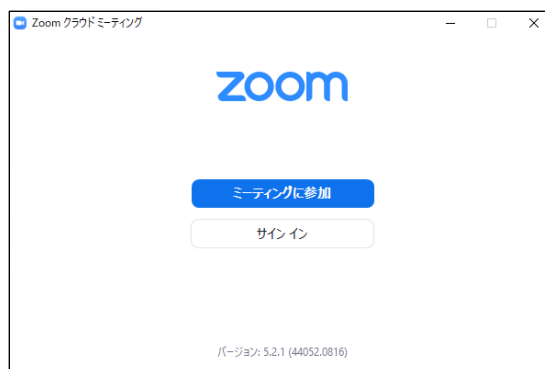 Zoom クラウド ミーティング
zoom
ミーティングに参加
サイン イン
バージョン: 5.2.1 (44052.0816)